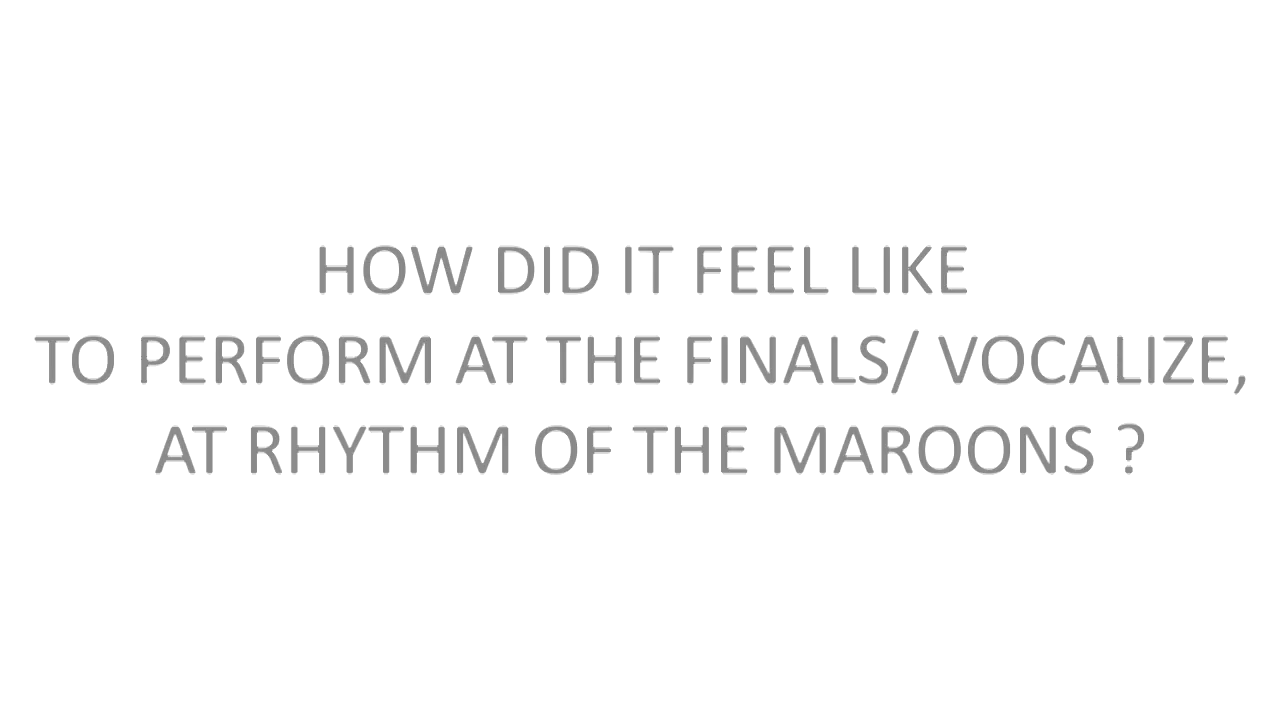 HOW DID IT FEEL LIKE
TO PERFORM AT THE FINALS/ VOCALIZE,
AT RHYTHM OF THE MAROONS ?